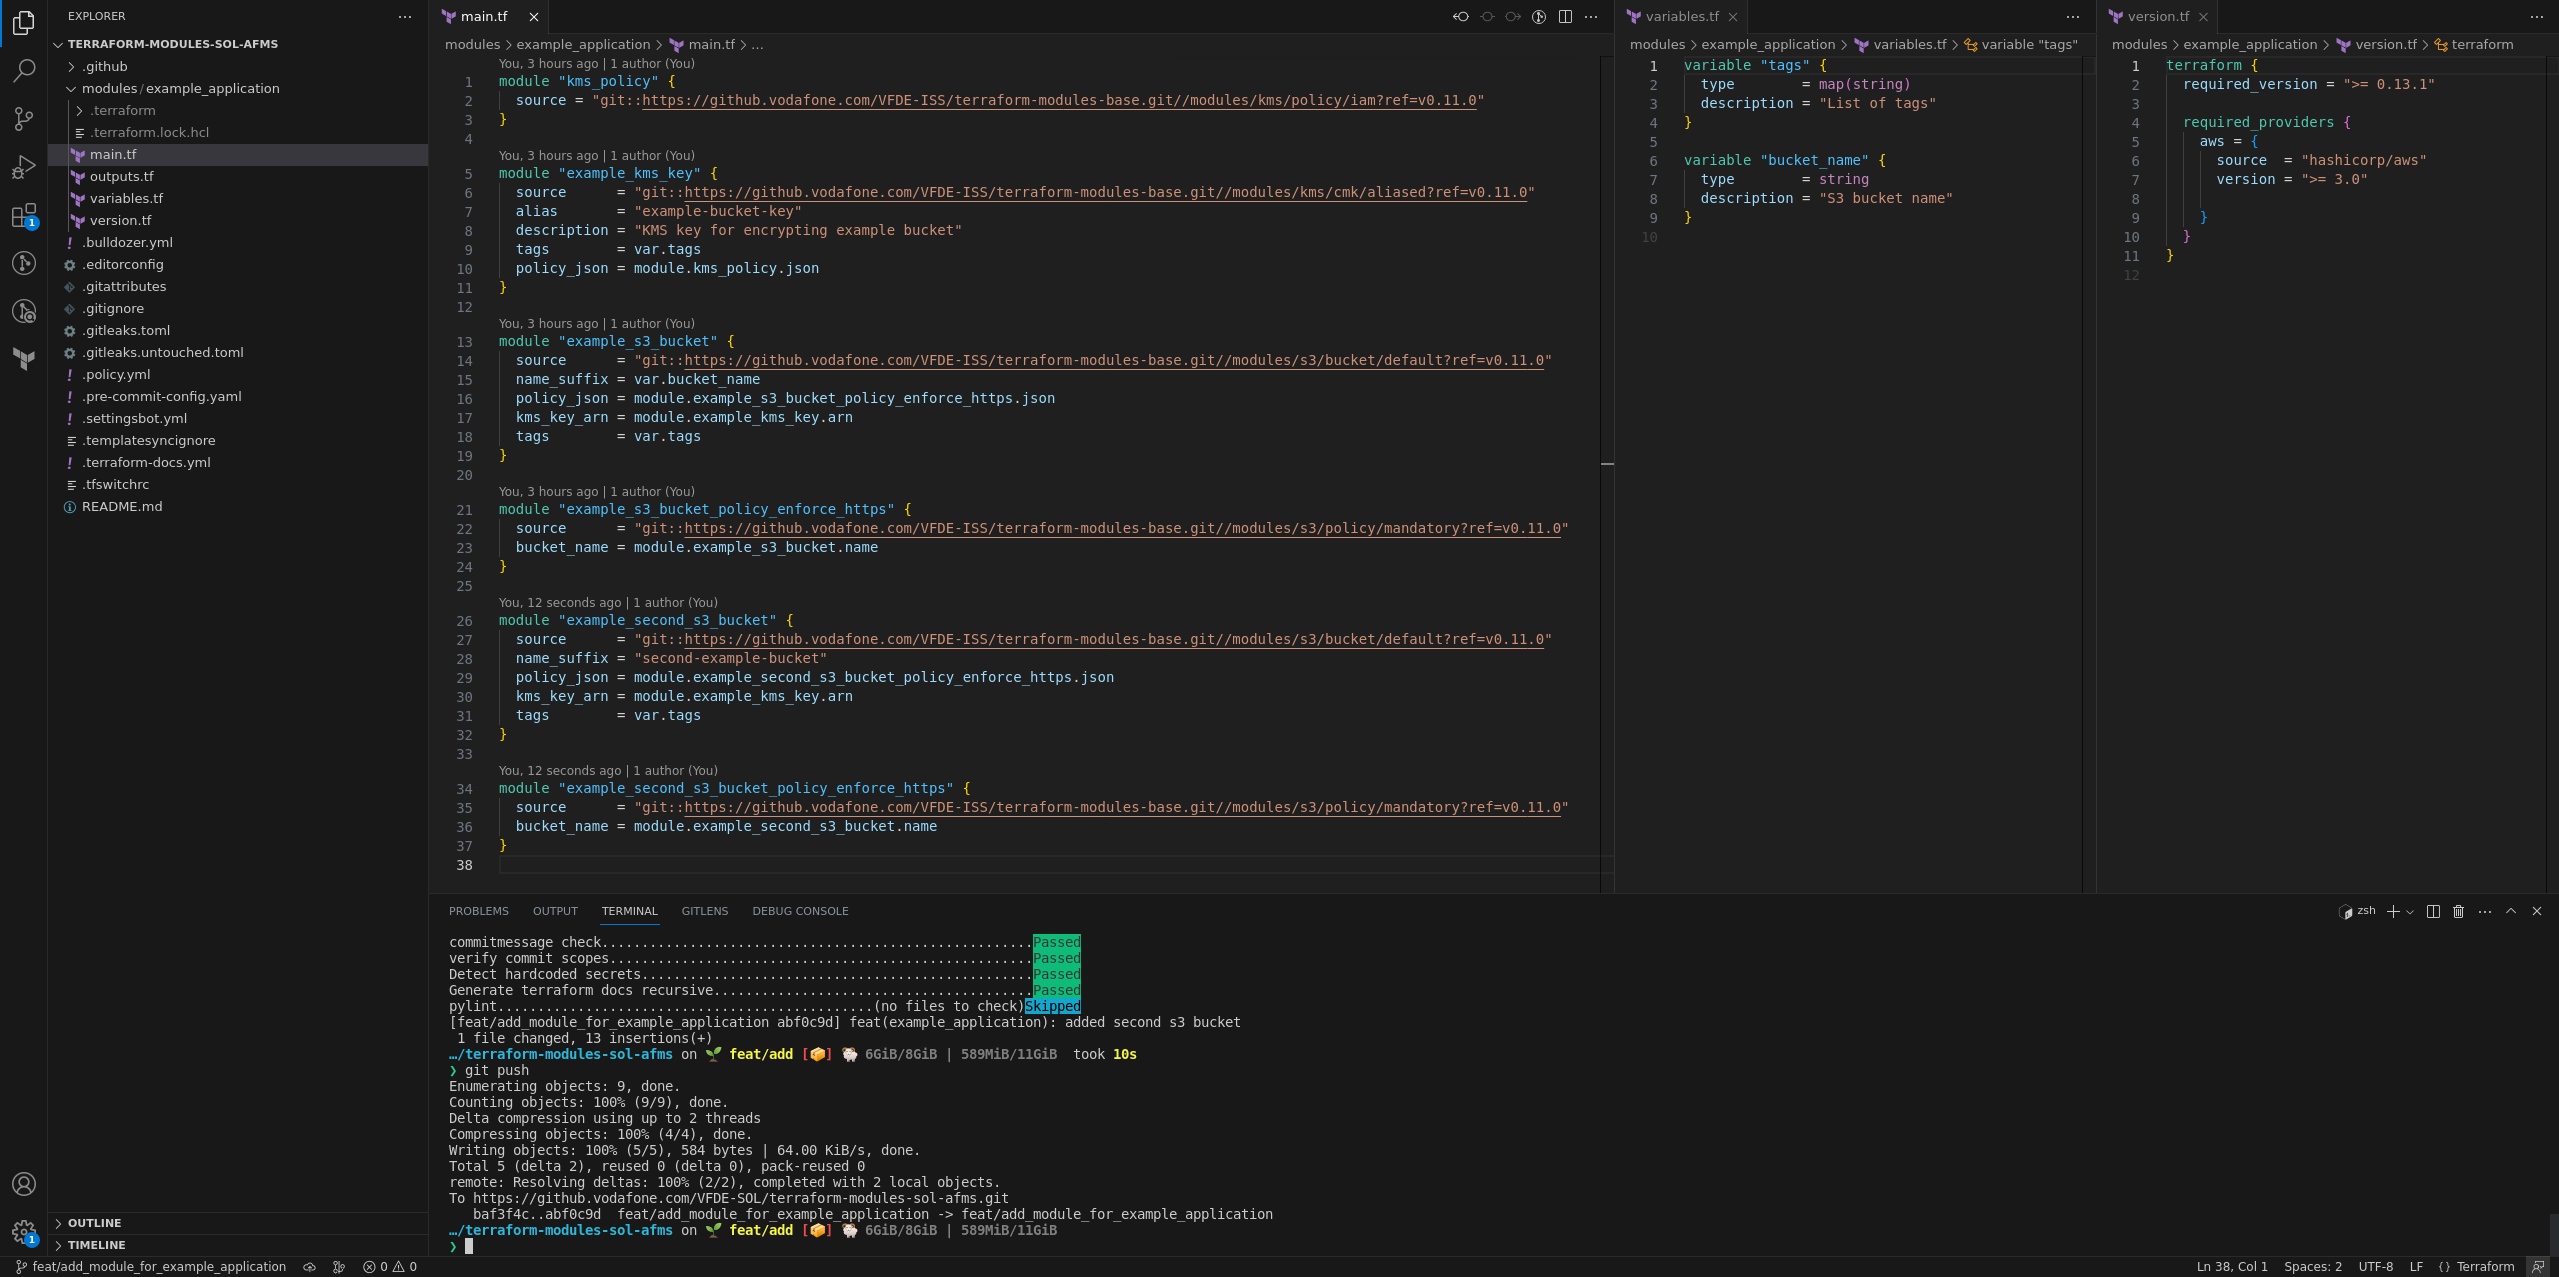 EXPLORER
TERRAFORM-MODULES-SOL-AFMS
.github
modules / example_application
.terraform
.terraform.lock.hcl
main.tf
outputs.tf
variables.tf
version.tf
.bulldozer.yml
.editorconfig
.gitattributes
.gitignore
.gitleaks.toml
.gitleaks.untouched.toml
.policy.yml
.pre-commit-config.yaml
.settingsbot.yml
.templatesyncignore
.terraform-docs.yml
.tfswitchrc
README.md
OUTLINE
TIMELINE
1
1
main.tf
modules > example_application > main.tf > ...
You, 3 hours ago | 1 author (You)
1 module "kms_policy" {
2 source = "git::https://github.vodafone.com/VFDE-ISS/terraform-modules-base.git//modules/kms/policy/iam?ref=v0.11.0"
3 }
4
You, 3 hours ago | 1 author (You)
5 module "example_kms_key" {
6 source      = "git::https://github.vodafone.com/VFDE-ISS/terraform-modules-base.git//modules/kms/cmk/aliased?ref=v0.11.0"
7 alias       = "example-bucket-key"
8 description = "KMS key for encrypting example bucket"
9 tags        = var.tags
10 policy_json = module.kms_policy.json
11 }
12
You, 3 hours ago | 1 author (You)
13 module "example_s3_bucket" {
14 source      = "git::https://github.vodafone.com/VFDE-ISS/terraform-modules-base.git//modules/s3/bucket/default?ref=v0.11.0"
15 name_suffix = var.bucket_name
16 policy_json = module.example_s3_bucket_policy_enforce_https.json
17 kms_key_arn = module.example_kms_key.arn
18 tags        = var.tags
19 }
20
You, 3 hours ago | 1 author (You)
21 module "example_s3_bucket_policy_enforce_https" {
22 source      = "git::https://github.vodafone.com/VFDE-ISS/terraform-modules-base.git//modules/s3/policy/mandatory?ref=v0.11.0"
23 bucket_name = module.example_s3_bucket.name
24 }
25
You, 12 seconds ago | 1 author (You)
26 module "example_second_s3_bucket" {
27 source      = "git::https://github.vodafone.com/VFDE-ISS/terraform-modules-base.git//modules/s3/bucket/default?ref=v0.11.0"
28 name_suffix = "second-example-bucket"
29 policy_json = module.example_second_s3_bucket_policy_enforce_https.json
30 kms_key_arn = module.example_kms_key.arn
31 tags        = var.tags
32 }
33
You, 12 seconds ago | 1 author (You)
34 module "example_second_s3_bucket_policy_enforce_https" {
35 source      = "git::https://github.vodafone.com/VFDE-ISS/terraform-modules-base.git//modules/s3/policy/mandatory?ref=v0.11.0"
36 bucket_name = module.example_second_s3_bucket.name
37 }
38
variables.tf
modules > example_application > variables.tf > variable "tags"
1 variable "tags" {
2 type        = map(string)
3 description = "List of tags"
4 }
5
6 variable "bucket_name" {
7 type        = string
8 description = "S3 bucket name"
9 }
10
version.tf
modules > example_application > version.tf > terraform
1 terraform {
2 required_version = ">= 0.13.1"
3
4 required_providers {
5 aws = {
6 source  = "hashicorp/aws"
7 version = ">= 3.0"
8
9 }
10 }
11 }
12
PROBLEMS OUTPUT TERMINAL GITLENS DEBUG CONSOLE
zsh
commitmessage check......................................................Passed
verify commit scopes.....................................................Passed
Detect hardcoded secrets.................................................Passed
Generate terraform docs recursive........................................Passed
pylint...............................................(no files to check)Skipped
[feat/add_module_for_example_application abf0c9d] feat(example_application): added second s3 bucket
1 file changed, 13 insertions(+)
…/terraform-modules-sol-afms on 🌱 feat/add [📦] 🐏 6GiB/8GiB | 589MiB/11GiB took 10s
❯ git push
Enumerating objects: 9, done.
Counting objects: 100% (9/9), done.
Delta compression using up to 2 threads
Compressing objects: 100% (4/4), done.
Writing objects: 100% (5/5), 584 bytes | 64.00 KiB/s, done.
Total 5 (delta 2), reused 0 (delta 0), pack-reused 0
remote: Resolving deltas: 100% (2/2), completed with 2 local objects.
To https://github.vodafone.com/VFDE-SOL/terraform-modules-sol-afms.git
baf3f4c..abf0c9d  feat/add_module_for_example_application -> feat/add_module_for_example_application
…/terraform-modules-sol-afms on 🌱 feat/add [📦] 🐏 6GiB/8GiB | 589MiB/11GiB
❯
feat/add_module_for_example_application 0 0
Ln 38, Col 1 Spaces: 2 UTF-8 LF {} Terraform